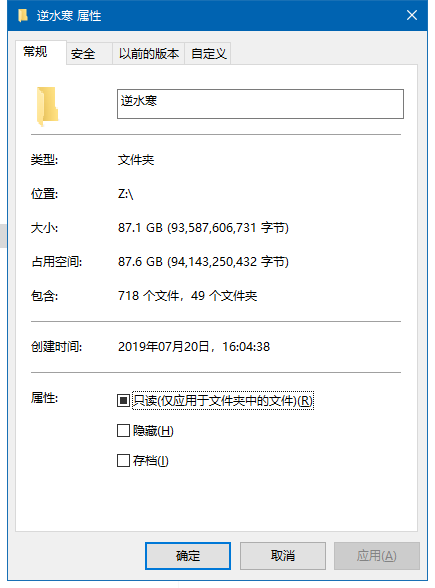 逆水寒 属性
常规 安全 以前的版本 自定义
逆水寒
类型: 文件夹
位置: Z:\
大小: 87.1 GB (93,587,606,731 字节)
占用空间: 87.6 GB (94,143,250,432 字节)
包含: 718 个文件，49 个文件夹
创建时间: 2019年07月20日，16:04:38
属性: 只读(仅应用于文件夹中的文件)(R)
隐藏(H)
存档(I)
确定 取消 应用(A)